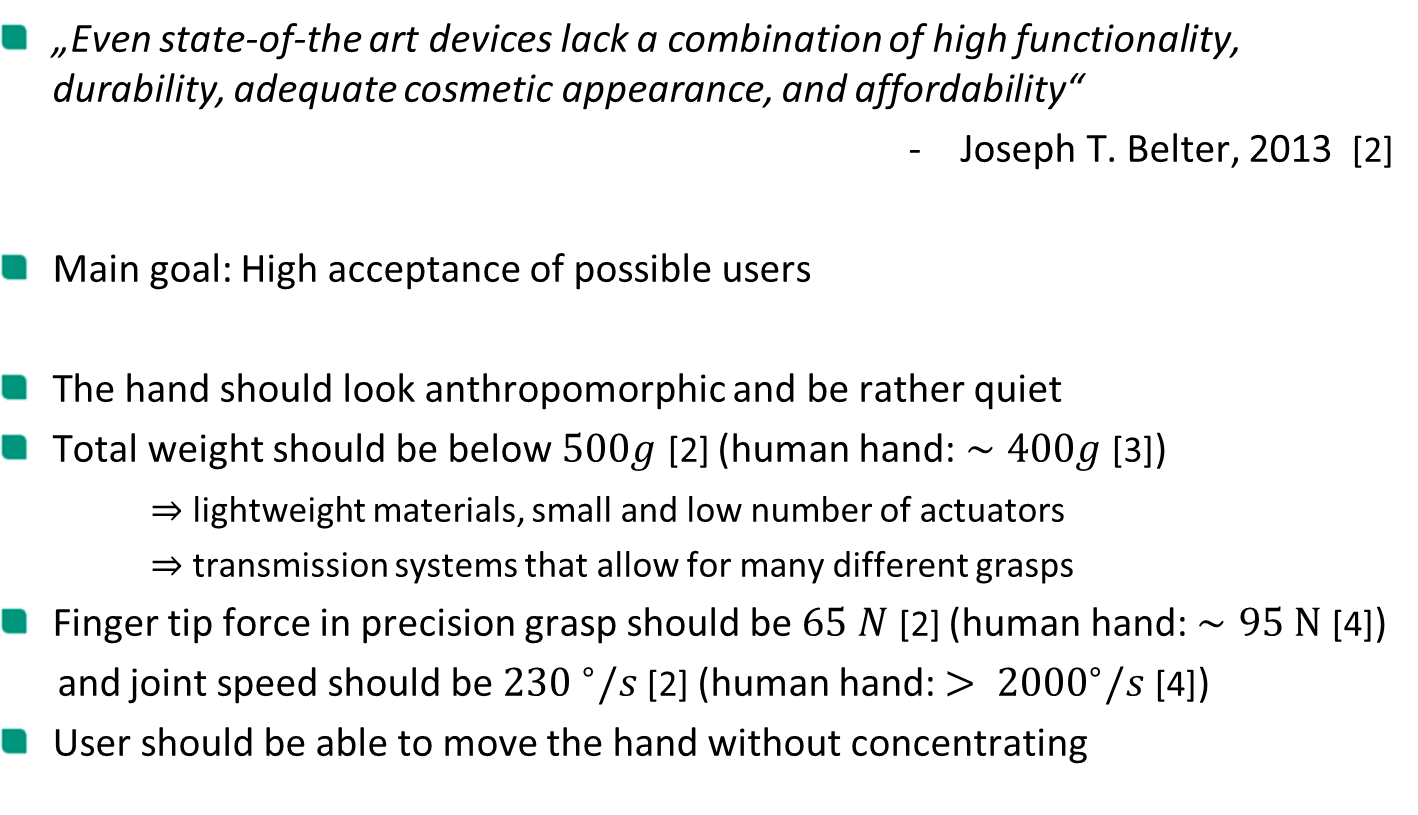 „Even state-of-the art devices lack a combination of high functionality,
durability, adequate cosmetic appearance, and affordability“
- Joseph T. Belter, 2013 [2]
Main goal: High acceptance of possible users
The hand should look anthropomorphic and be rather quiet
Total weight should be below 500g [2] (human hand: ~ 400g [3])
⇒ lightweight materials, small and low number of actuators
⇒ transmission systems that allow for many different grasps
Finger tip force in precision grasp should be 65 N [2] (human hand: ~ 95 N [4])
and joint speed should be 230 °/s [2] (human hand: > 2000°/s [4])
User should be able to move the hand without concentrating